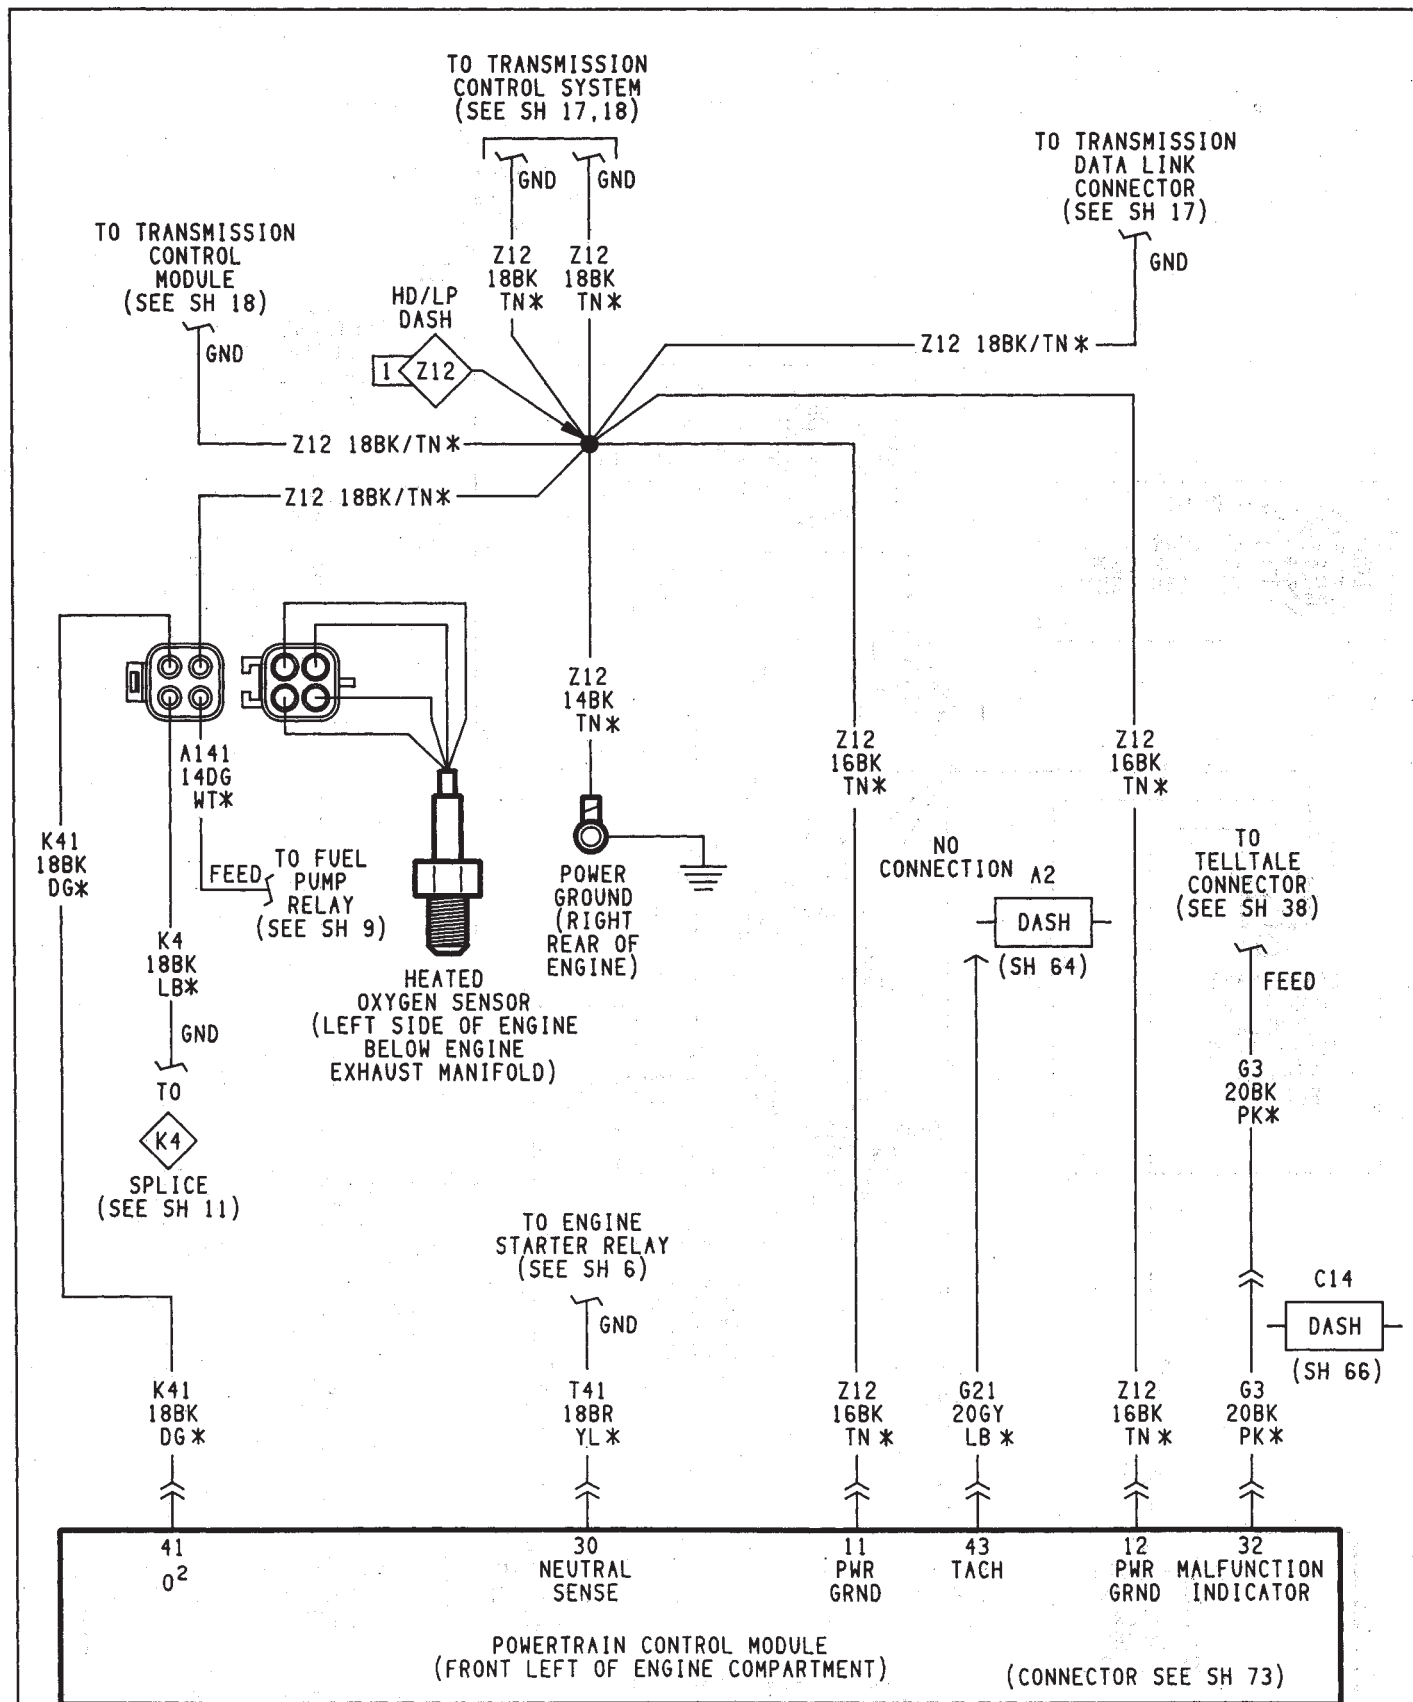 TO TRANSMISSION
CONTROL SYSTEM
(SEE SH 17,18)
GND
GND
TO TRANSMISSION
DATA LINK
CONNECTOR
(SEE SH 17)
GND
TO TRANSMISSION
CONTROL
MODULE
(SEE SH 18)
GND
Z12
18BK
TN*
Z12
18BK
TN*
HD/LP
DASH
1
Z12
Z12 18BK/TN*
Z12 18BK/TN*
Z12 18BK/TN*
Z12
14BK
TN*
Z12
16BK
TN*
Z12
16BK
TN*
A141
14DG
WT*
K41
18BK
DG*
FEED
TO FUEL
PUMP
RELAY
(SEE SH 9)
POWER
GROUND
(RIGHT
REAR OF
ENGINE)
NO
CONNECTION
A2
DASH
(SH 64)
TO
TELLTALE
CONNECTOR
(SEE SH 38)
FEED
K4
18BK
LB*
GND
TO
K4
SPLICE
(SEE SH 11)
HEATED
OXYGEN SENSOR
(LEFT SIDE OF ENGINE
BELOW ENGINE
EXHAUST MANIFOLD)
G3
20BK
PK*
TO ENGINE
STARTER RELAY
(SEE SH 6)
GND
C14
DASH
(SH 66)
K41
18BK
DG*
T41
18BR
YL*
Z12
16BK
TN*
G21
20GY
LB*
Z12
16BK
TN*
G3
20BK
PK*
41
O2
30
NEUTRAL
SENSE
11
PWR
GRND
43
TACH
12
PWR
GRND
32
MALFUNCTION
INDICATOR
POWERTRAIN CONTROL MODULE
(FRONT LEFT OF ENGINE COMPARTMENT)
(CONNECTOR SEE SH 73)